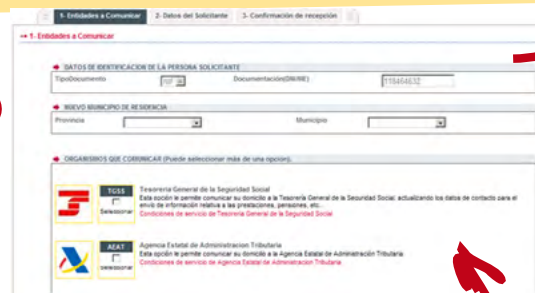 1- Entidades a Comunicar 2- Datos del Solicitante 3- Confirmación de recepción
1- Entidades a Comunicar
DATOS DE IDENTIFICACION DE LA PERSONA SOLICITANTE
TipoDocumento Documentación(DNI/NIE)
NUEVO MUNICIPIO DE RESIDENCIA
Provincia Municipio
ORGANISMOS QUE COMUNICAR (Puede seleccionar más de una opción).
TGSS Tesorería General de la Seguridad Social
Esta opción le permite comunicar su domicilio a la Tesorería General de la Seguridad Social, actualizando los datos de contacto para el
envío de información relativa a las prestaciones, pensiones, etc...
Seleccionar Condiciones de servicio de Tesorería General de la Seguridad Social
AEAT Agencia Estatal de Administracion Tributaria
Esta opción le permite comunicar su domicilio a la Agencia Estatal de Administración Tributaria.
Seleccionar Condiciones de servicio de Agencia Estatal de Administracion Tributaria